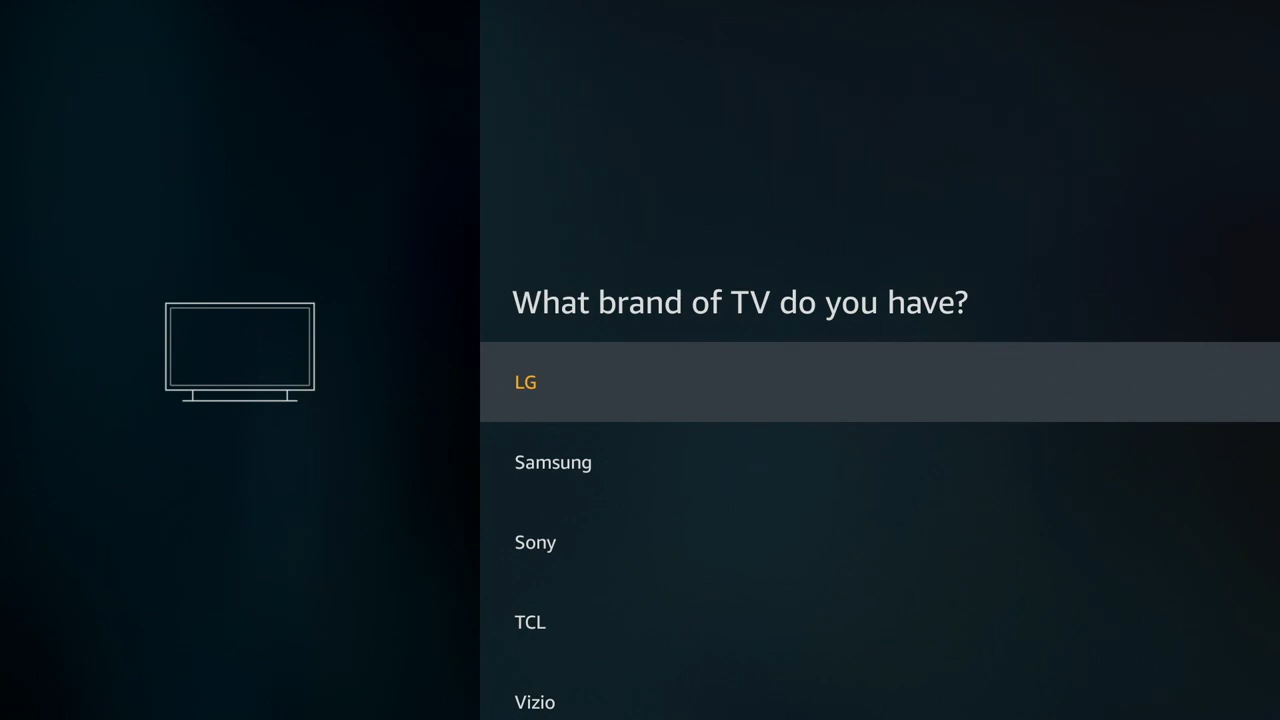 What brand of TV do you have?
LG
Samsung
Sony
TCL
Vizio